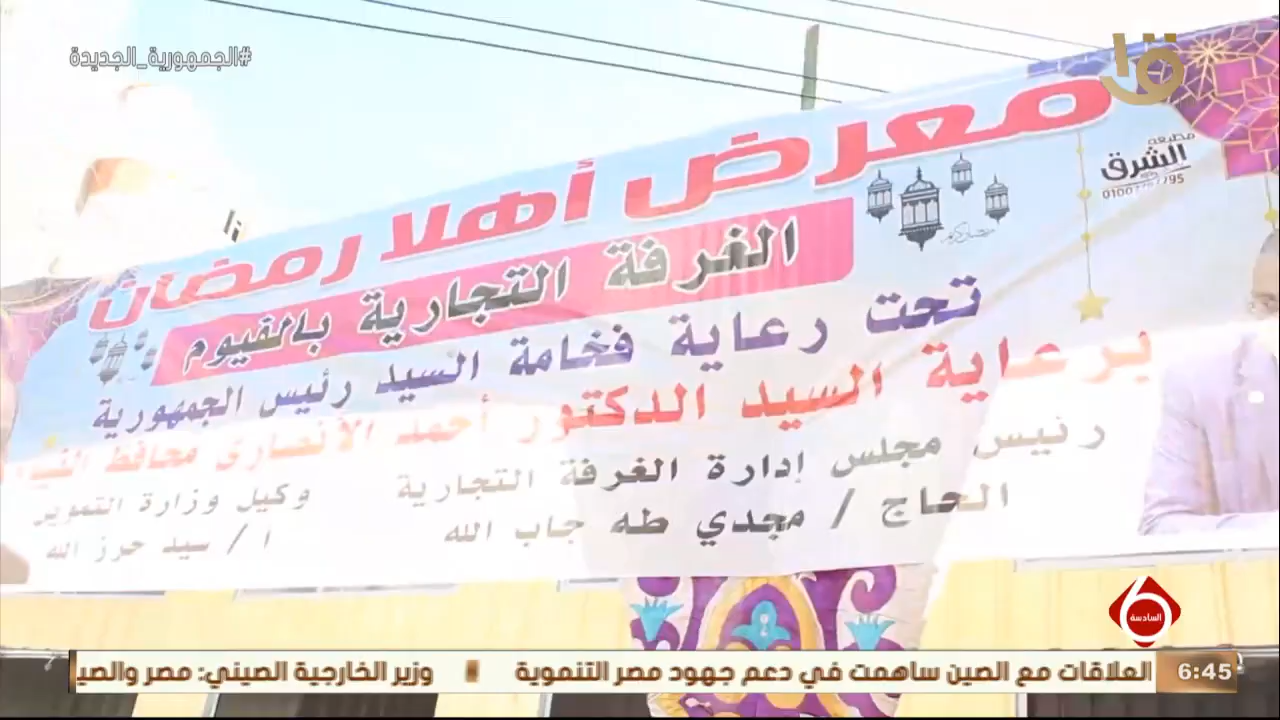 #الجمهورية_الجديدة
معرض أهلا رمضان
مطبعة
الشرق
الغرفة التجارية بالفيوم
تحت رعاية فخامة السيد رئيس الجمهورية
برعاية السيد الدكتور أحمد الأنصارى محافظ الفيوم
رئيس مجلس إدارة الغرفة التجارية
الحاج / مجدي طه جاب الله
وكيل وزارة التموين
ا / سيد حرز الله
السادسة
6:45
العلاقات مع الصين ساهمت في دعم جهود مصر التنموية
وزير الخارجية الصيني: مصر والصي